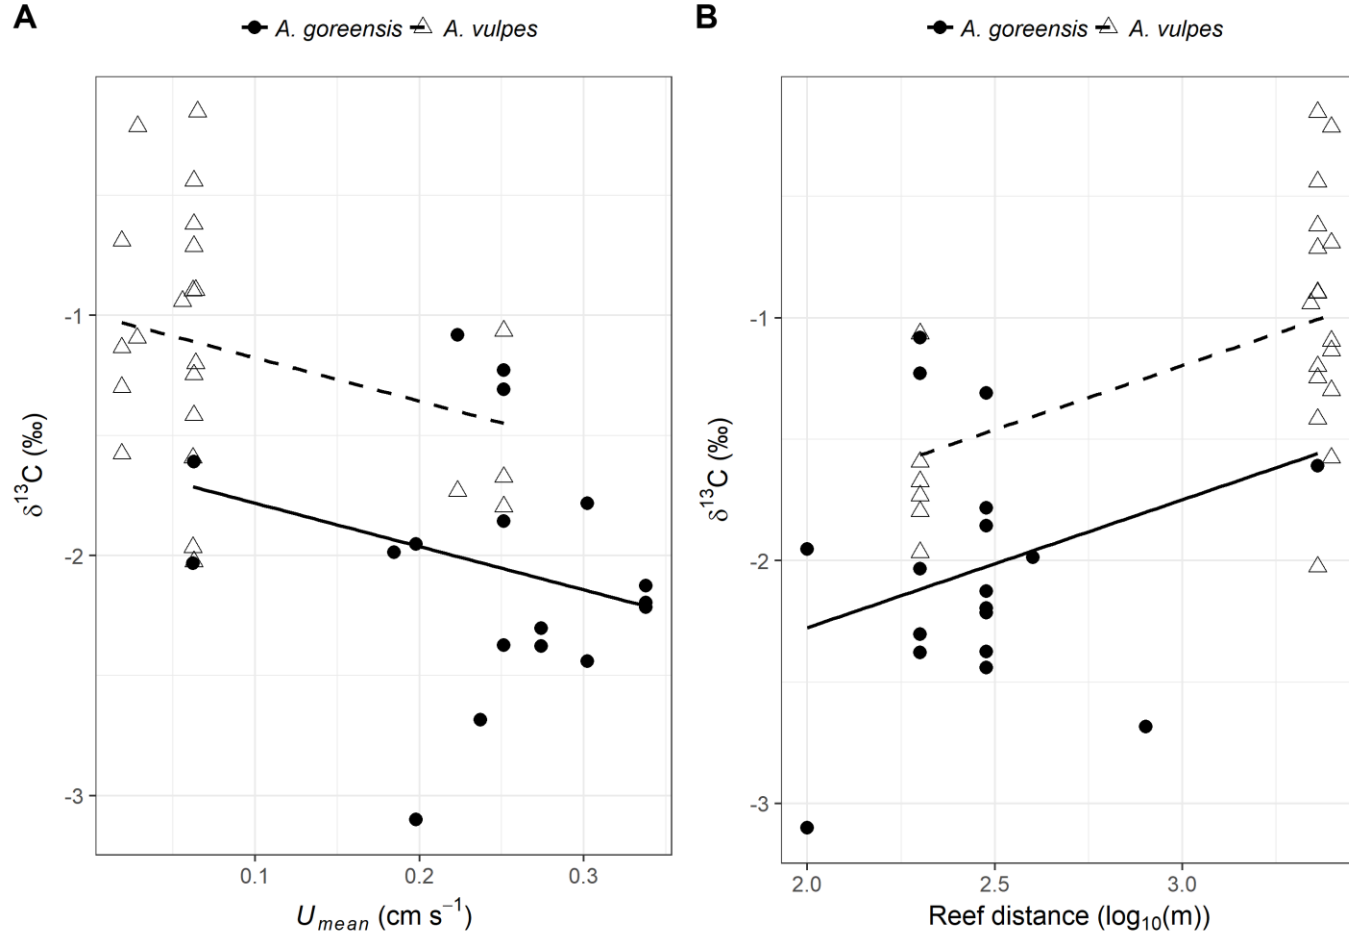 A
A. goreensis A. vulpes
-1
-2
-3
δ¹³C (‰)
0.1 0.2 0.3
Umean (cm s⁻¹)
B
A. goreensis A. vulpes
-1
-2
-3
δ¹³C (‰)
2.0 2.5 3.0
Reef distance (log₁₀(m))